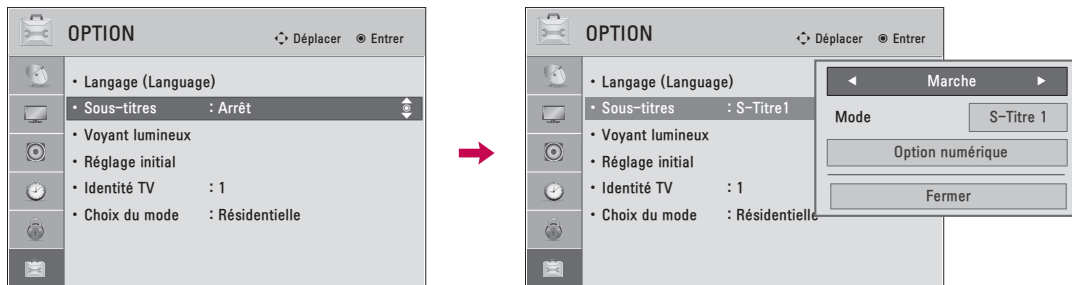 OPTION
Déplacer Entrer
• Langage (Language)
• Sous-titres : Arrêt
• Voyant lumineux
• Réglage initial
• Identité TV : 1
• Choix du mode : Résidentielle
OPTION
Déplacer Entrer
• Langage (Language)
• Sous-titres : S-Titre1
• Voyant lumineux
• Réglage initial
• Identité TV : 1
• Choix du mode : Résidentielle
◄ Marche ►
Mode S-Titre 1
Option numérique
Fermer